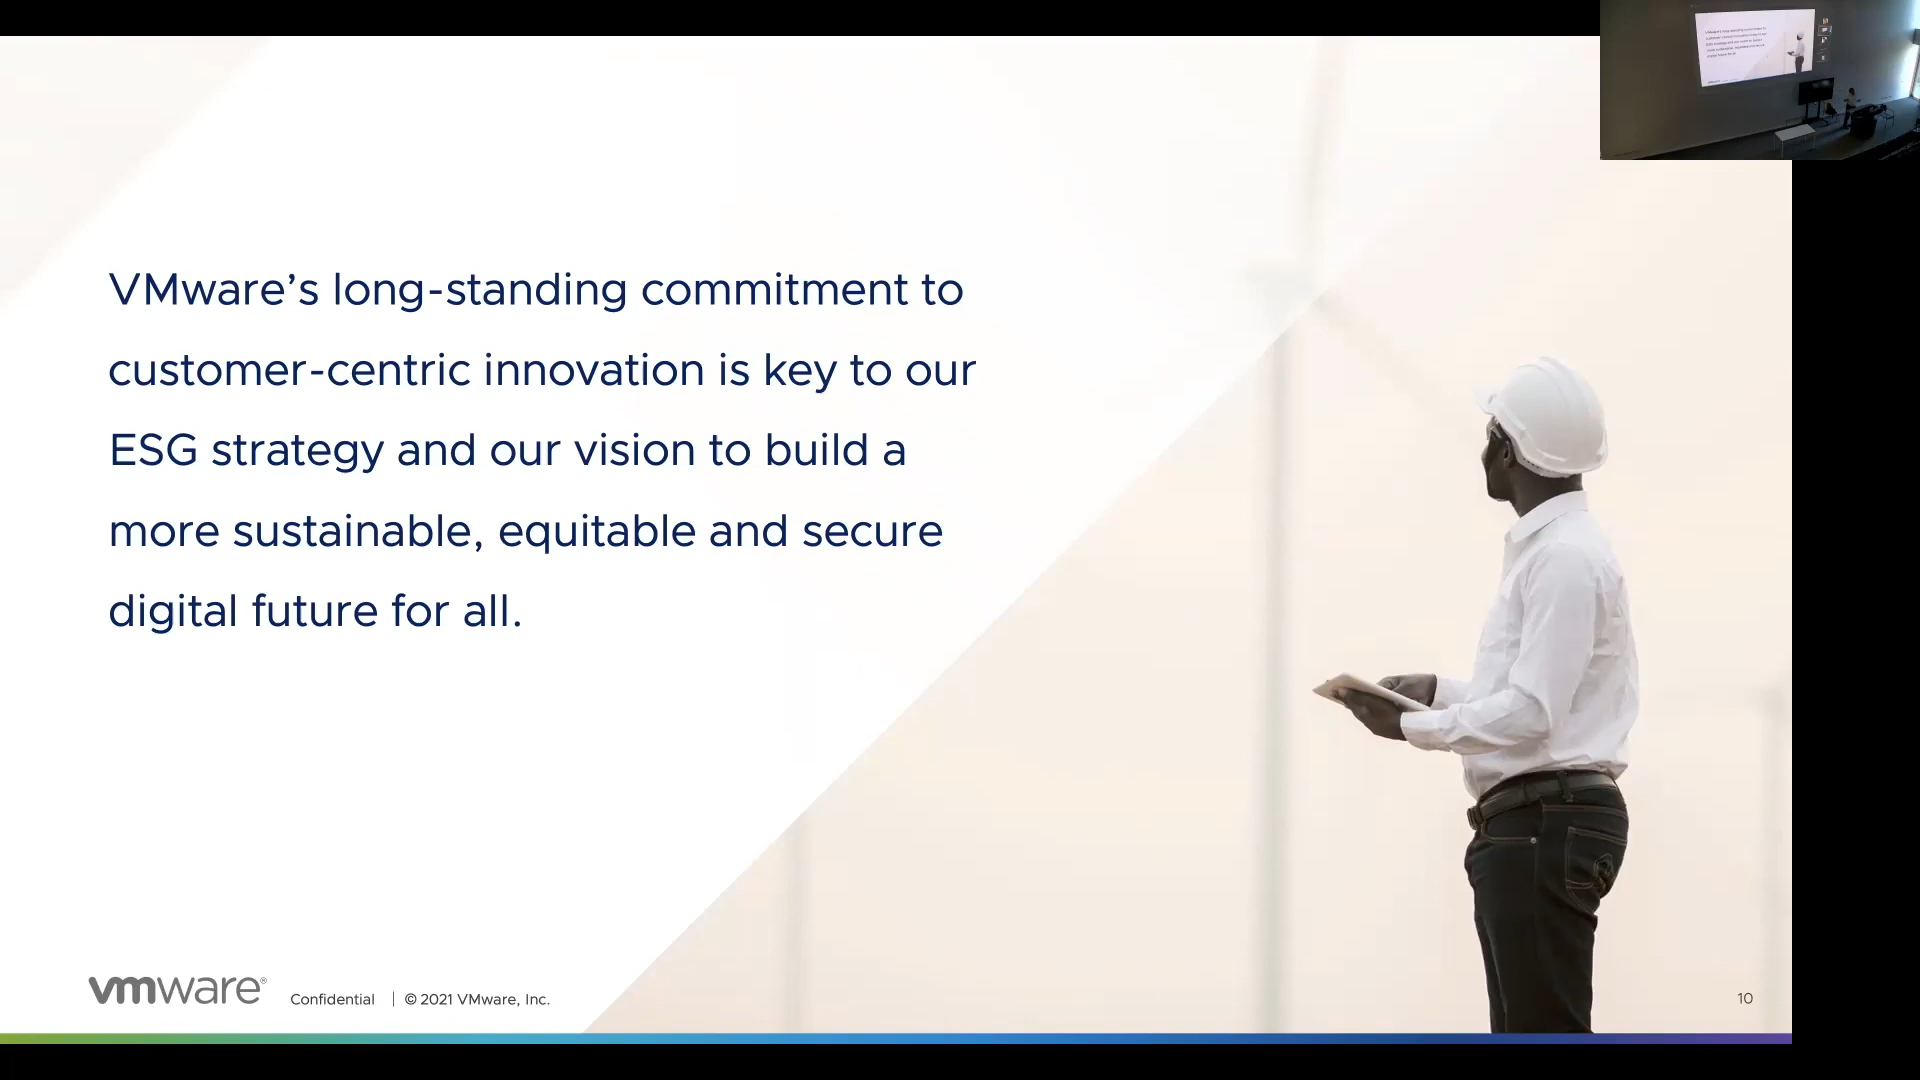 VMware’s long-standing commitment to
customer-centric innovation is key to our
ESG strategy and our vision to build a
more sustainable, equitable and secure
digital future for all.
vmware®
Confidential | © 2021 VMware, Inc.
10